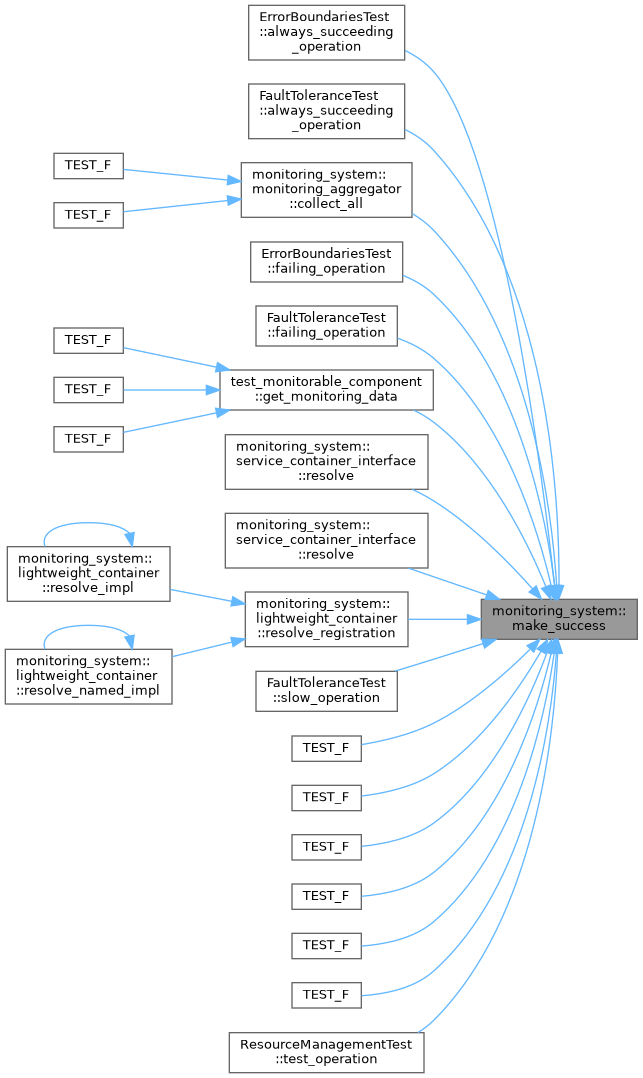 ErrorBoundariesTest
::always_succeeding
_operation
FaultToleranceTest
::always_succeeding
_operation
TEST_F
TEST_F
monitoring_system::
monitoring_aggregator
::collect_all
ErrorBoundariesTest
::failing_operation
FaultToleranceTest
::failing_operation
TEST_F
TEST_F
TEST_F
test_monitorable_component
::get_monitoring_data
monitoring_system::
service_container_interface
::resolve
monitoring_system::
service_container_interface
::resolve
monitoring_system::
lightweight_container
::resolve_impl
monitoring_system::
lightweight_container
::resolve_registration
monitoring_system::
make_success
monitoring_system::
lightweight_container
::resolve_named_impl
FaultToleranceTest
::slow_operation
TEST_F
TEST_F
TEST_F
TEST_F
TEST_F
TEST_F
ResourceManagementTest
::test_operation